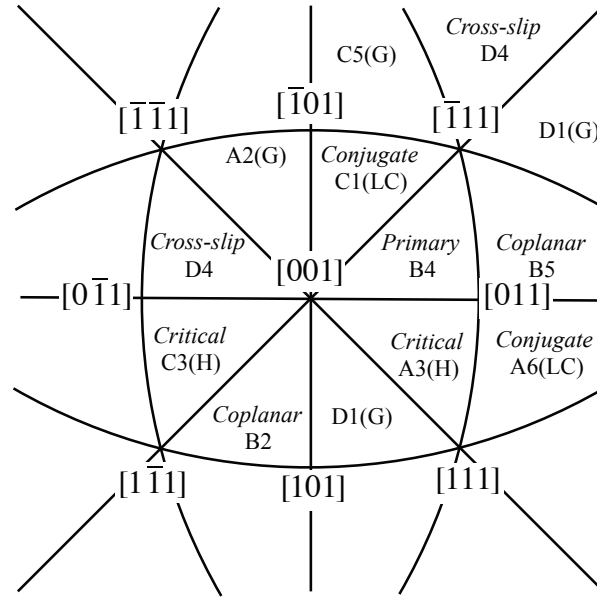 Cross-slip
D4
C5(G)
[1̅1̅1]
[1̅01]
[1̅11]
D1(G)
A2(G)
Conjugate
C1(LC)
Cross-slip
D4
[001]
Primary
B4
Coplanar
B5
[01̅1]
[011]
Critical
C3(H)
Critical
A3(H)
Conjugate
A6(LC)
Coplanar
B2
D1(G)
[11̅1]
[101]
[111]